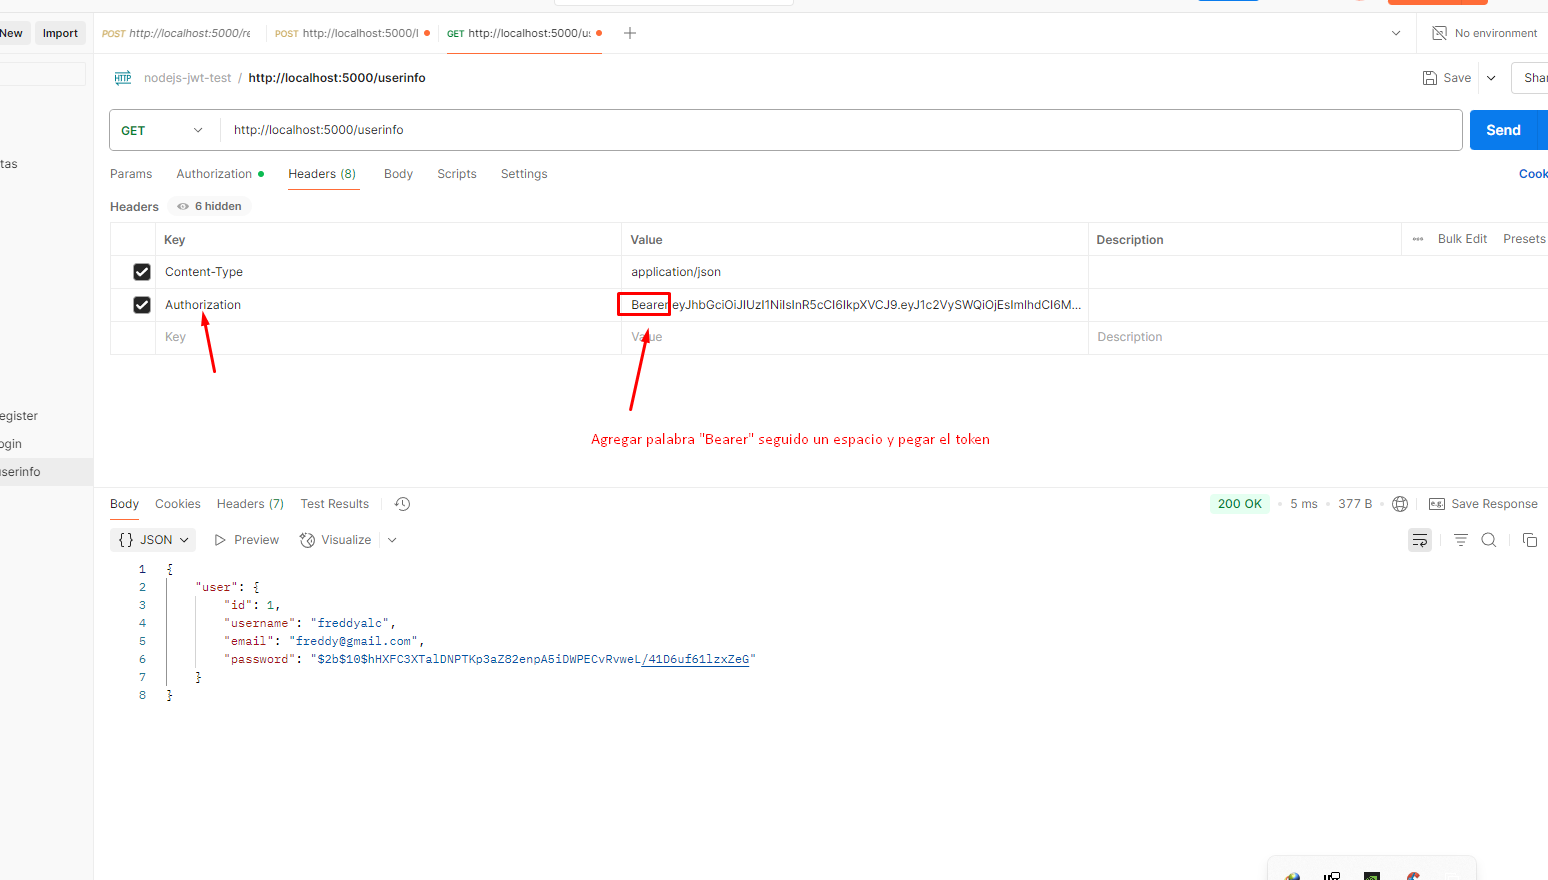 New Import POST http://localhost:5000/re POST http://localhost:5000/l GET http://localhost:5000/us No environment
nodejs-jwt-test / http://localhost:5000/userinfo Save Shar
GET http://localhost:5000/userinfo Send
tas
Params Authorization Headers (8) Body Scripts Settings Cook
Headers 6 hidden
Key Value Description Bulk Edit Presets
Content-Type application/json
Authorization Bearer eyJhbGciOiJIUzI1NiIsInR5cCI6IkpXVCJ9.eyJ1c2VySWQiOjEsImlhdCI6M...
Key Value Description
egister
Agregar palabra "Bearer" seguido un espacio y pegar el token
ogin
userinfo
Body Cookies Headers (7) Test Results 200 OK 5 ms 377 B Save Response
{} JSON Preview Visualize
1 {
2 "user": {
3 "id": 1,
4 "username": "freddyalc",
5 "email": "freddy@gmail.com",
6 "password": "$2b$10$hHXFC3XTalDNPTKp3aZ82enpA5iDWPECvRvweL/41D6uf61lzxZeG"
7 }
8 }